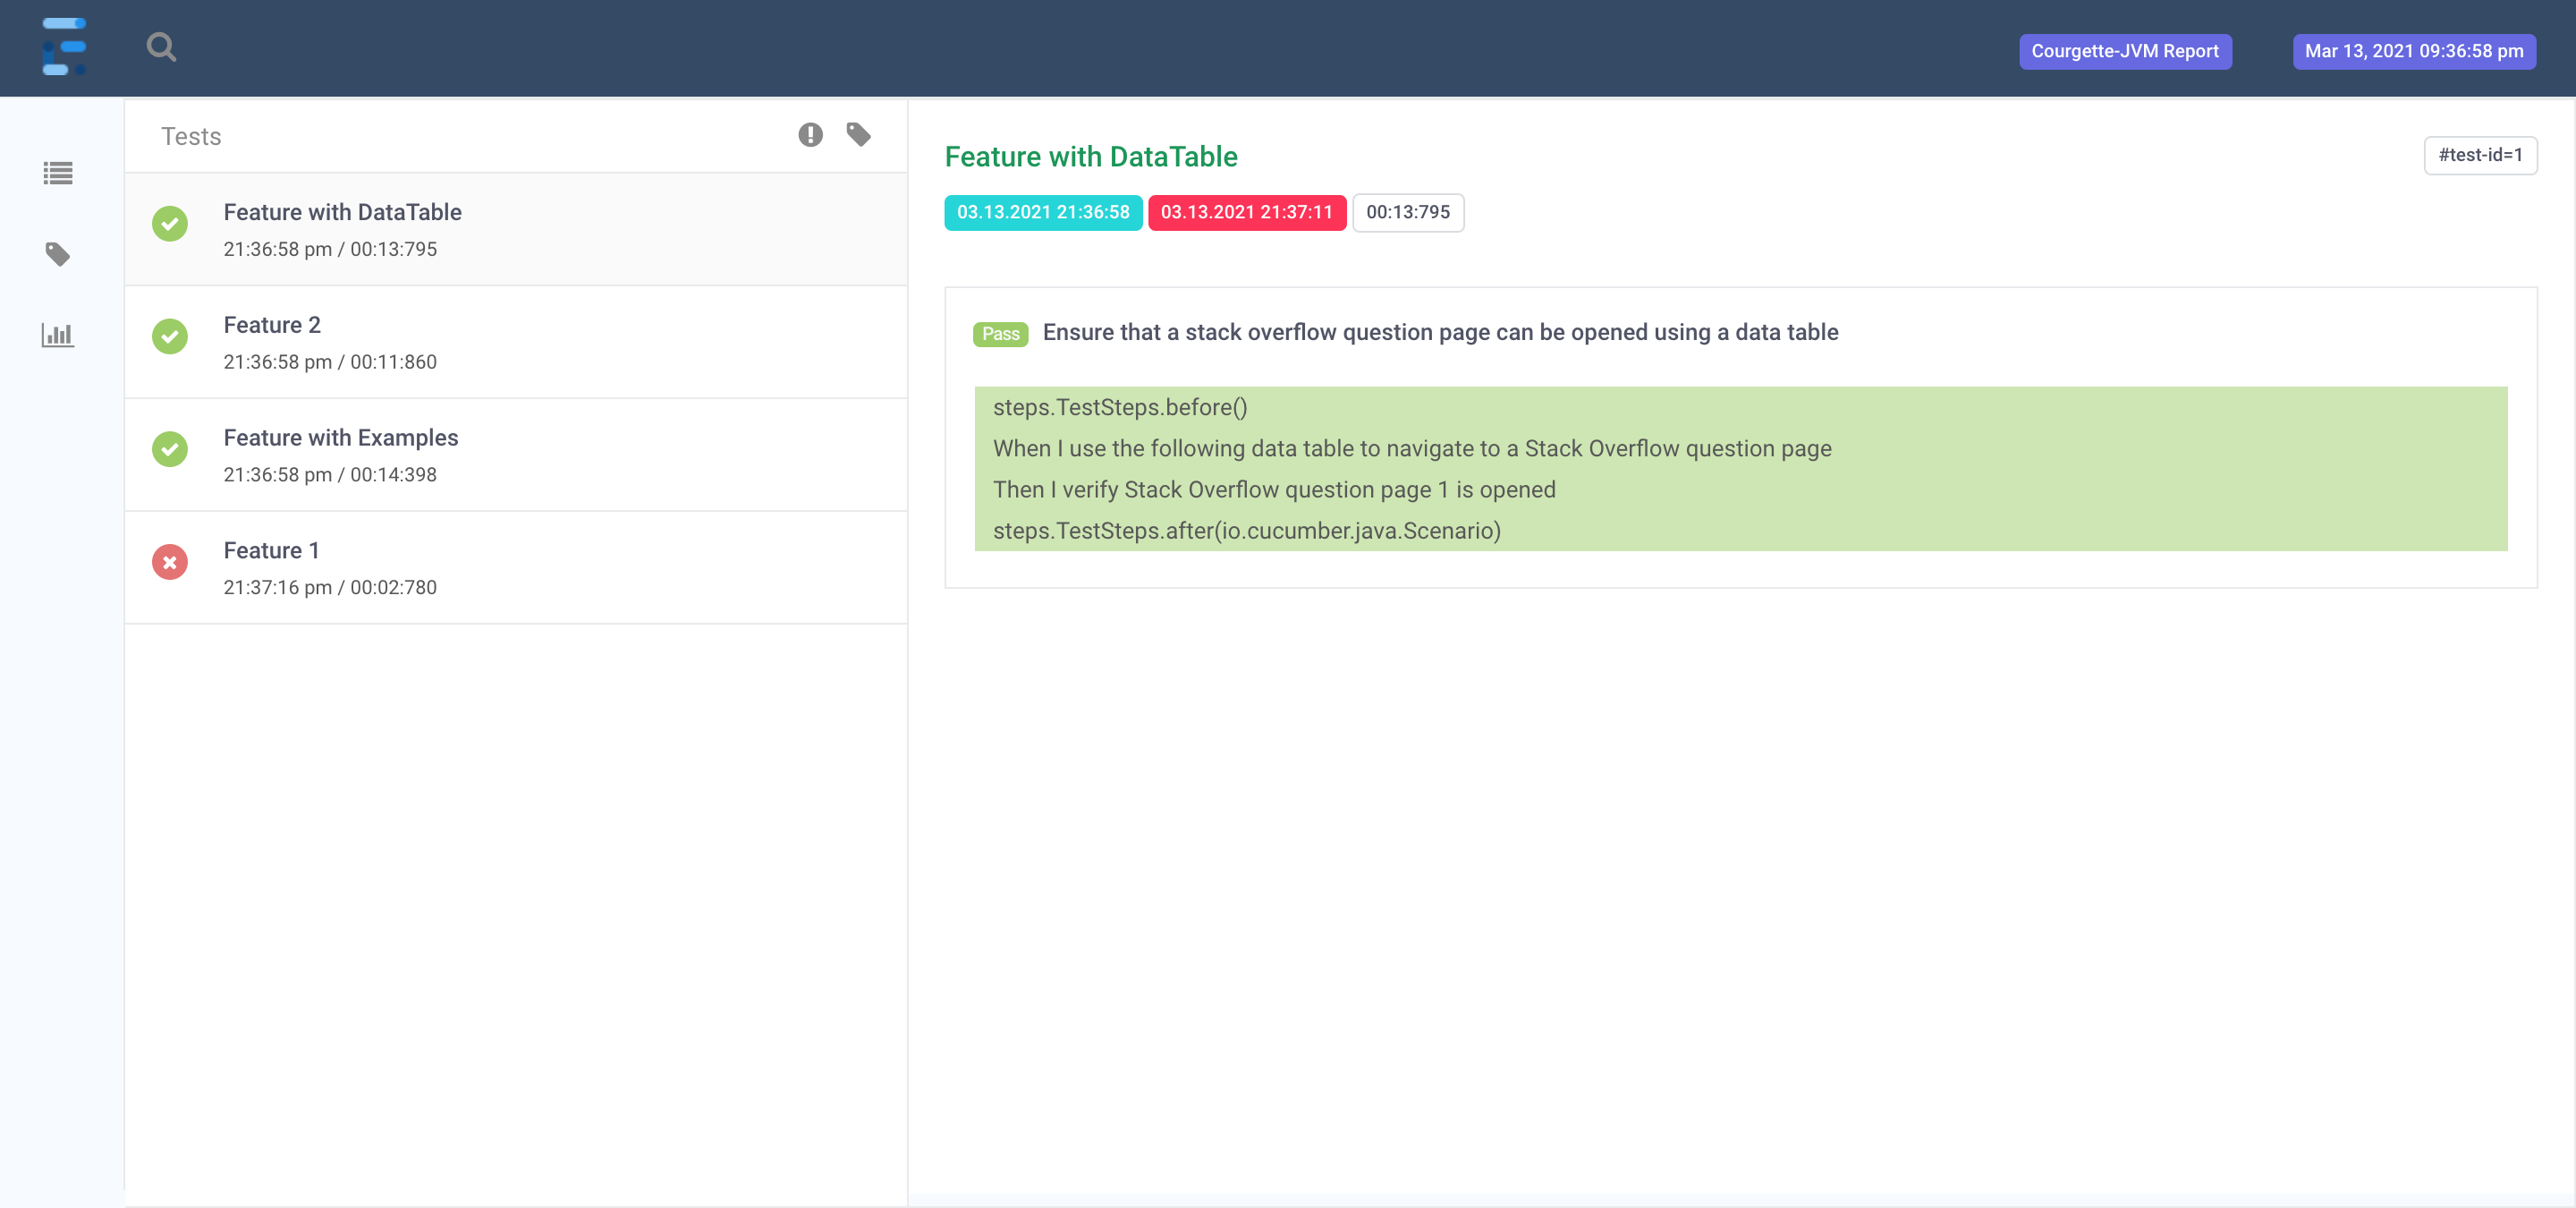 Courgette-JVM Report
Mar 13, 2021 09:36:58 pm
Tests
Feature with DataTable
21:36:58 pm / 00:13:795
Feature 2
21:36:58 pm / 00:11:860
Feature with Examples
21:36:58 pm / 00:14:398
Feature 1
21:37:16 pm / 00:02:780
Feature with DataTable
#test-id=1
03.13.2021 21:36:58 03.13.2021 21:37:11 00:13:795
Pass Ensure that a stack overflow question page can be opened using a data table
steps.TestSteps.before()
When I use the following data table to navigate to a Stack Overflow question page
Then I verify Stack Overflow question page 1 is opened
steps.TestSteps.after(io.cucumber.java.Scenario)